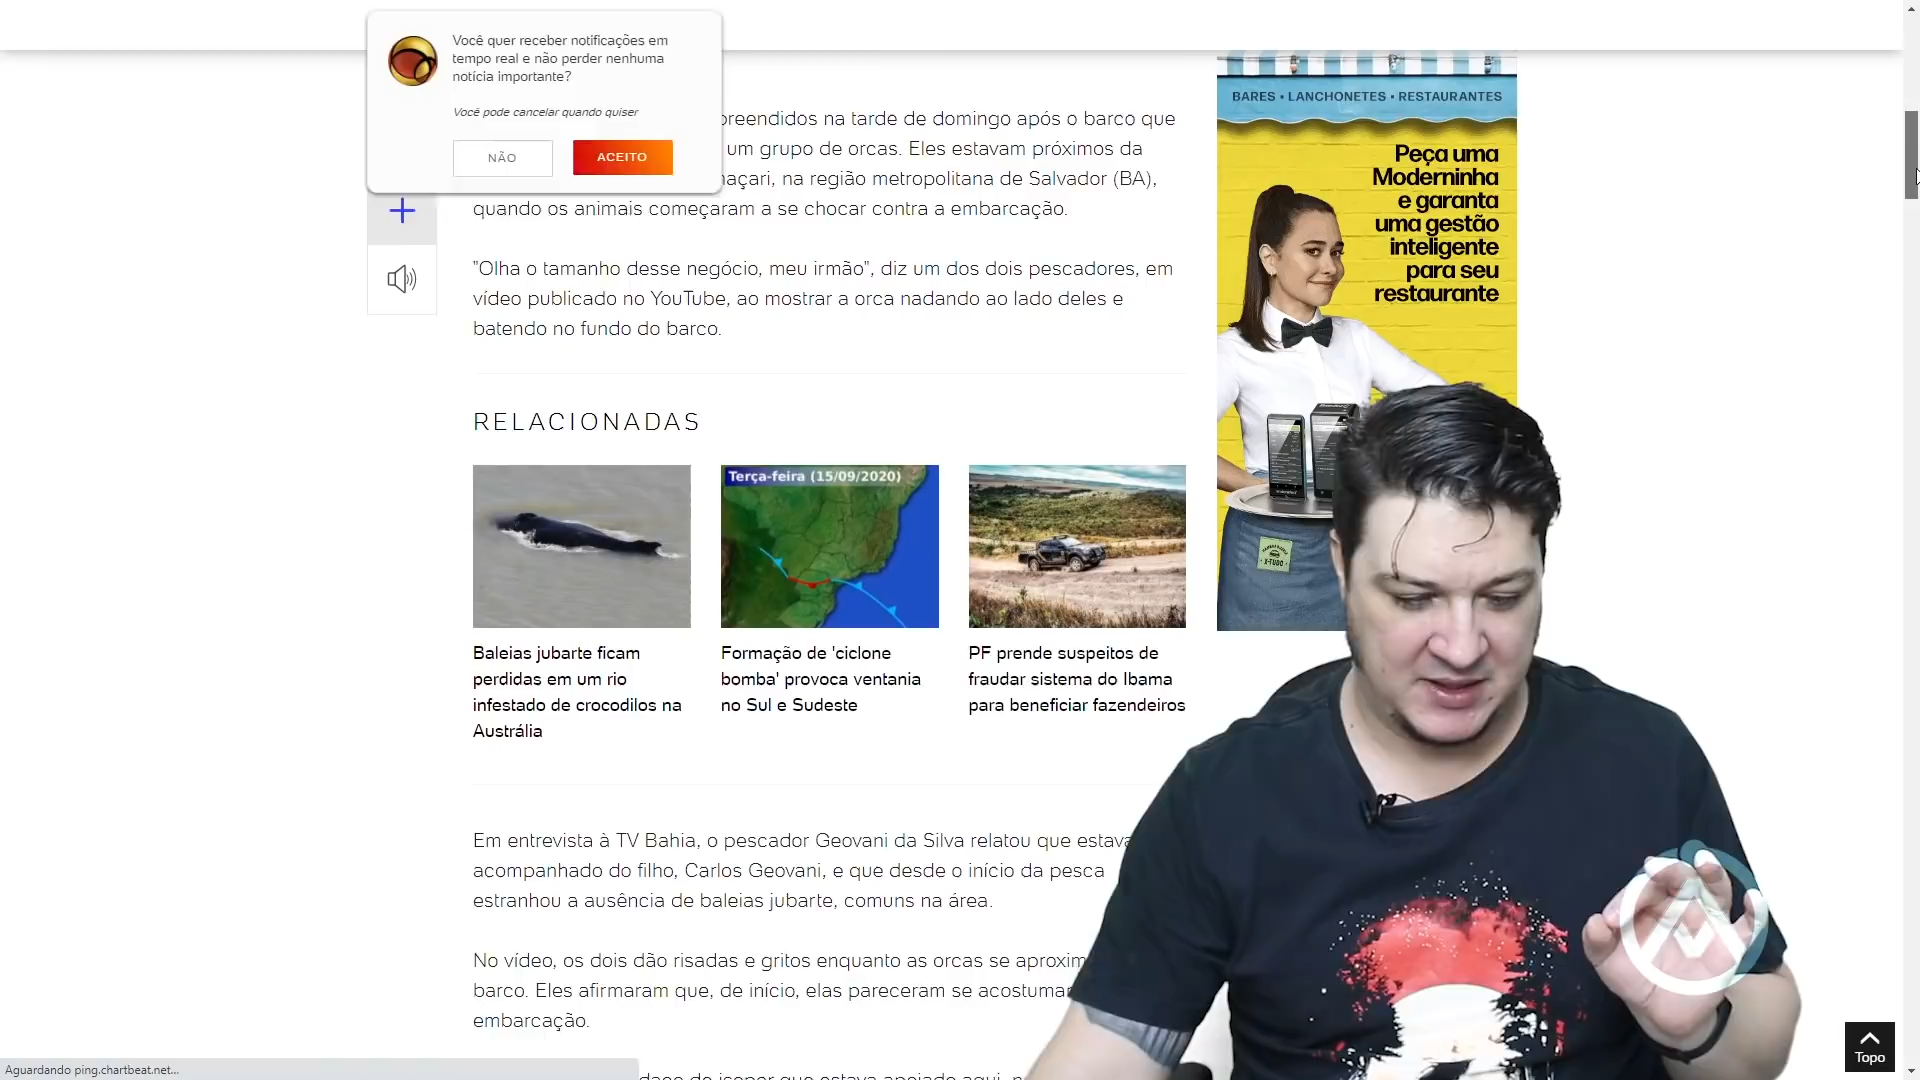 Você quer receber notificações em
tempo real e não perder nenhuma
notícia importante?
Você pode cancelar quando quiser
NÃO
ACEITO
preendidos na tarde de domingo após o barco que
um grupo de orcas. Eles estavam próximos da
na região metropolitana de Salvador (BA),
quando os animais começaram a se chocar contra a embarcação.
"Olha o tamanho desse negócio, meu irmão", diz um dos dois pescadores, em
vídeo publicado no YouTube, ao mostrar a orca nadando ao lado deles e
batendo no fundo do barco.
BARES • LANCHONETES • RESTAURANTES
Peça uma
Moderninha
e garanta
uma gestão
inteligente
para seu
restaurante
X-TUDO
RELACIONADAS
Terça-feira (15/09/2020)
Baleias jubarte ficam
perdidas em um rio
infestado de crocodilos na
Austrália
Formação de 'ciclone
bomba' provoca ventania
no Sul e Sudeste
PF prende suspeitos de
fraudar sistema do Ibama
para beneficiar fazendeiros
Em entrevista à TV Bahia, o pescador Geovani da Silva relatou que estava
acompanhado do filho, Carlos Geovani, e que desde o início da pesca
estranhou a ausência de baleias jubarte, comuns na área.
No vídeo, os dois dão risadas e gritos enquanto as orcas se aproxim
barco. Eles afirmaram que, de início, elas pareceram se acostumar
embarcação.
Aguardando ping.chartbeat.net...
Topo